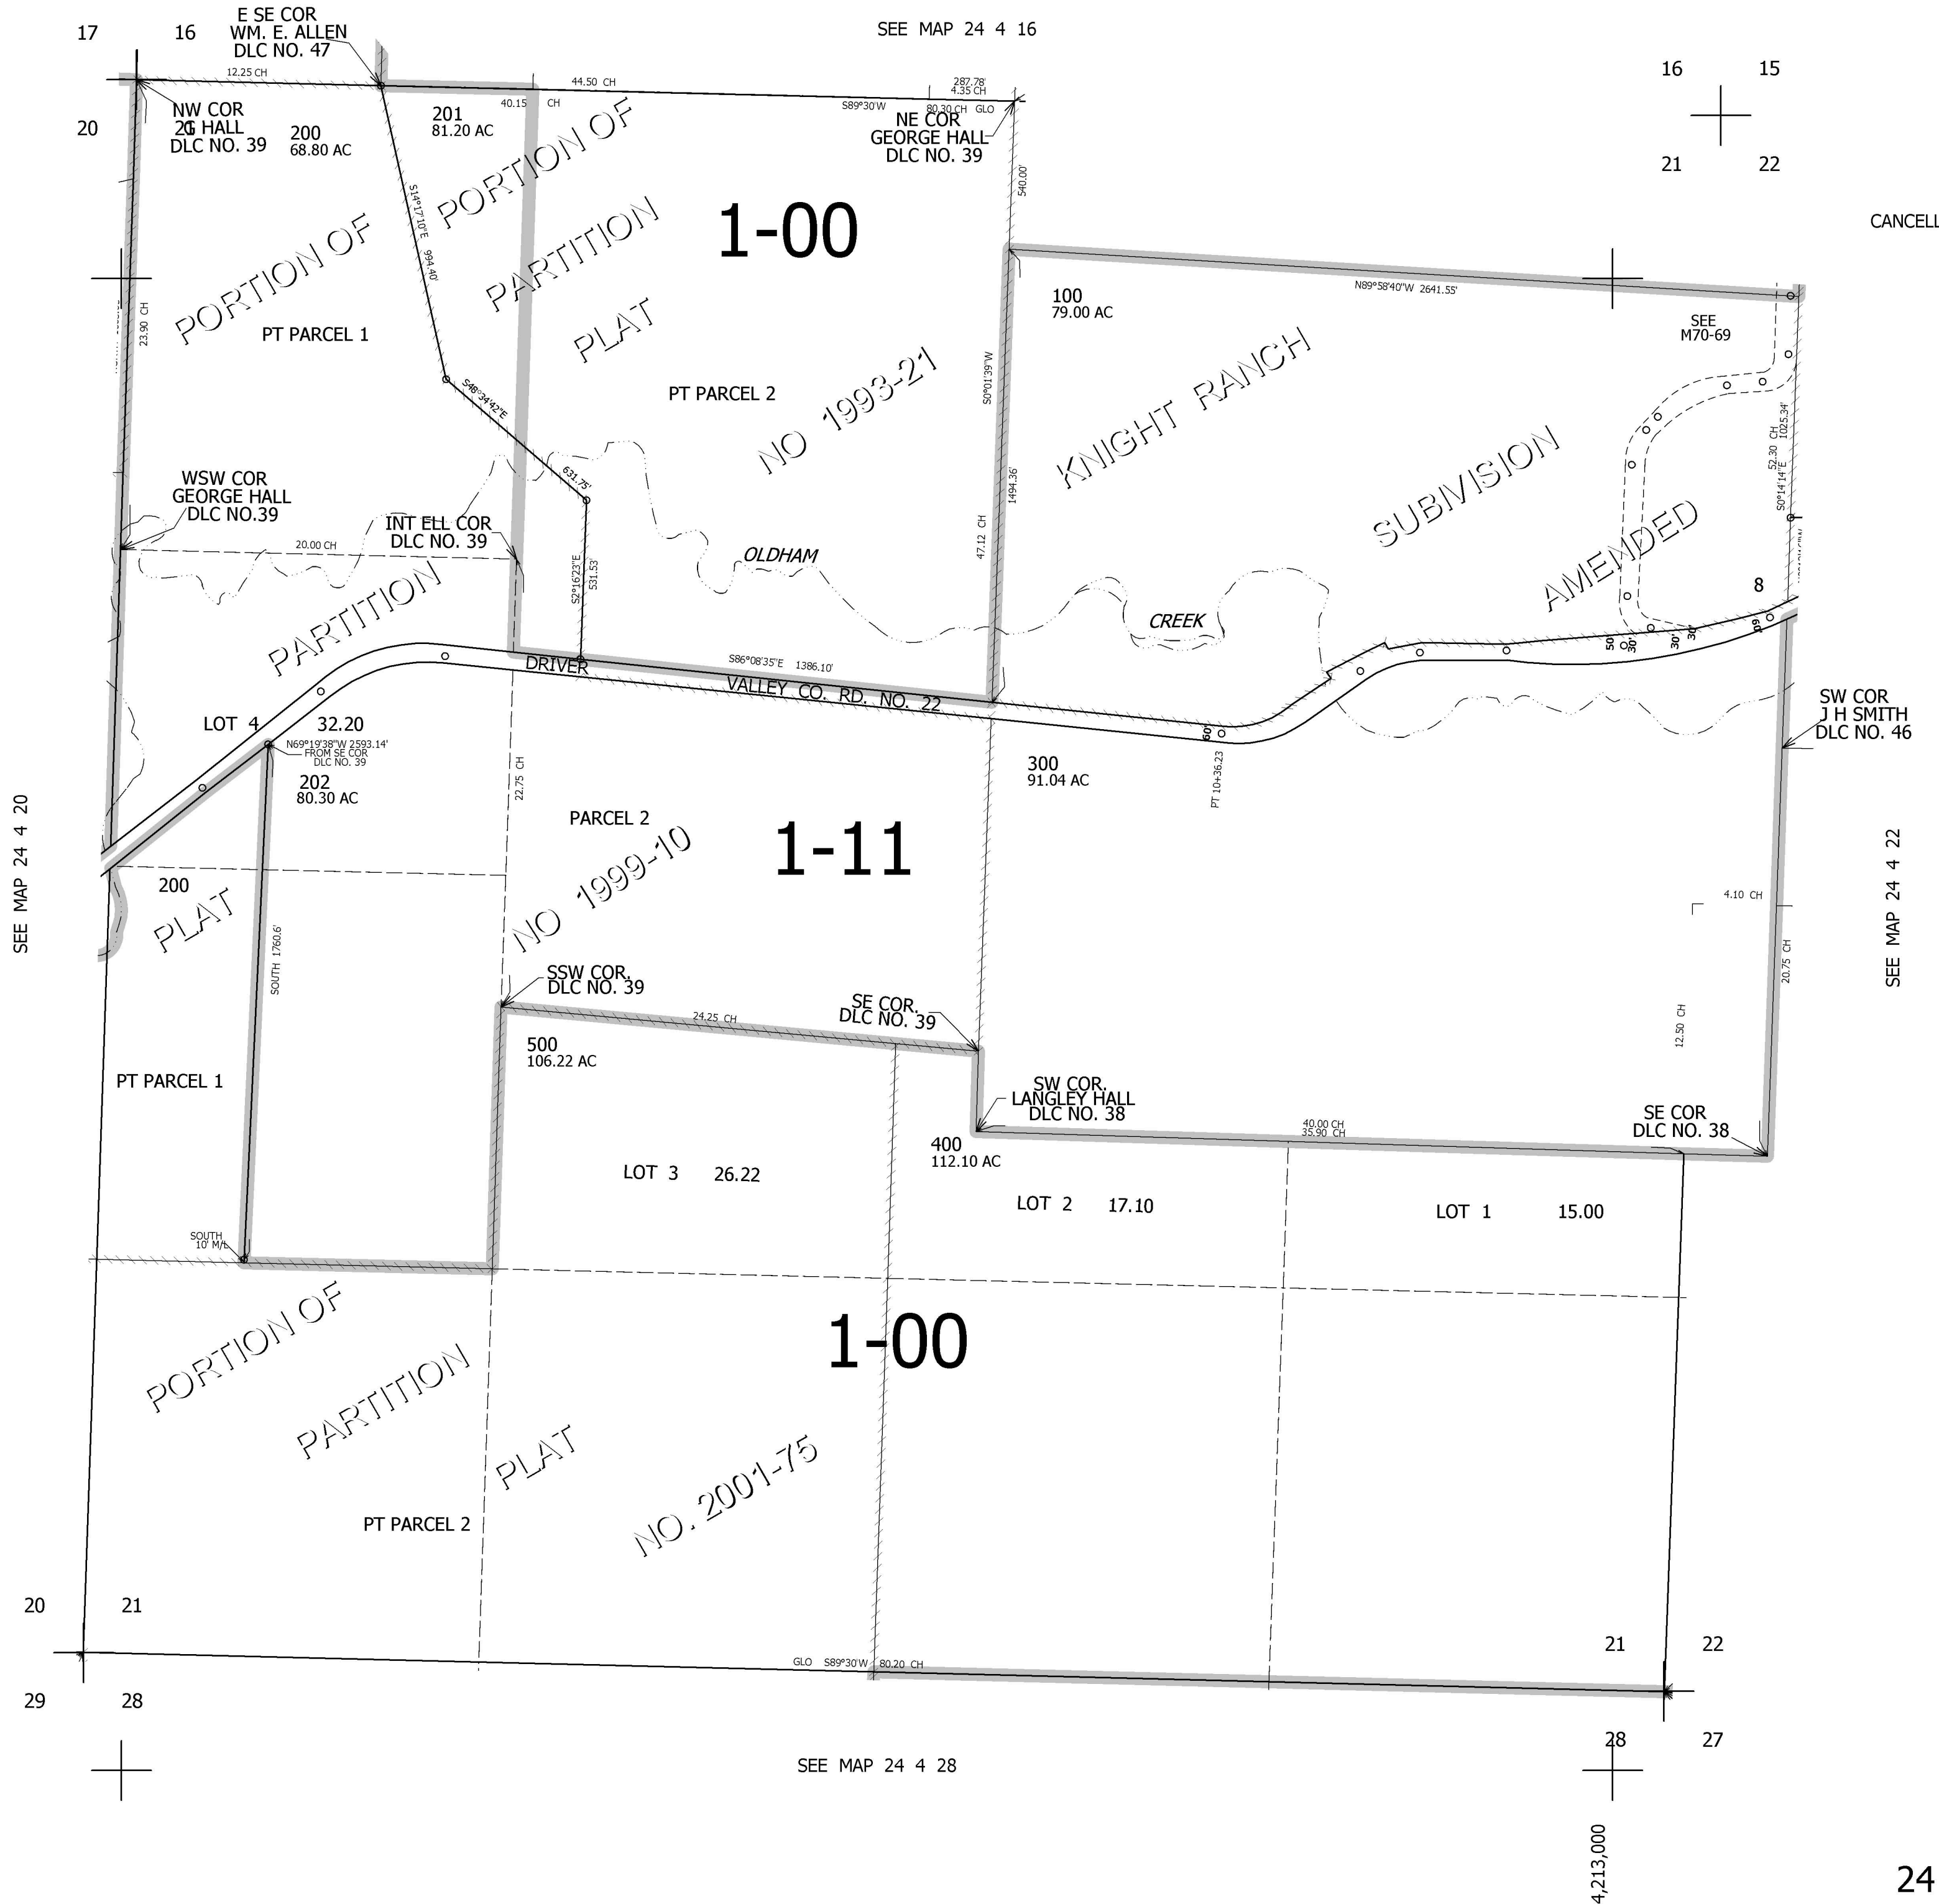 17
16
E SE COR
WM. E. ALLEN
DLC NO. 47
SEE MAP 24 4 16
16
15
12.25 CH
44.50 CH
287.78'
4.35 CH
40.15 CH
S89°30'W
80.30 CH GLO
NW COR
G HALL
DLC NO. 39
20
21
200
68.80 AC
201
81.20 AC
NE COR
GEORGE HALL
DLC NO. 39
21
22
CANCELL
540.00'
S14°17'10"E 994.40'
PORTION OF
PORTION OF
PARTITION
PLAT
NO 1993-21
1-00
23.90 CH
PT PARCEL 1
PT PARCEL 2
100
79.00 AC
N89°58'40"W 2641.55'
SEE
M70-69
S0°01'39"W
S48°34'42"E
631.75'
KNIGHT RANCH
SUBIVISION
AMENDED
52.30 CH
1025.34'
S0°14'14"E
1494.36'
47.12 CH
WSW COR
GEORGE HALL
DLC NO.39
INT ELL COR
DLC NO. 39
20.00 CH
OLDHAM
CREEK
S2°16'23"E
531.53'
8
PARTITION
50'
30'
30'
30'
60'
S86°08'35"E 1386.10'
DRIVER
VALLEY CO. RD. NO. 22
SW COR
J H SMITH
DLC NO. 46
LOT 4
32.20
N69°19'38"W 2593.14'
FROM SE COR
DLC NO. 39
60'
PT 10+36.23
202
80.30 AC
22.75 CH
300
91.04 AC
SEE MAP 24 4 20
PARCEL 2
1-11
NO 1999-10
SEE MAP 24 4 22
200
PLAT
4.10 CH
20.75 CH
SOUTH 1760.6'
SSW COR.
DLC NO. 39
SE COR.
DLC NO. 39
24.25 CH
12.50 CH
500
106.22 AC
PT PARCEL 1
SW COR.
LANGLEY HALL
DLC NO. 38
SE COR
DLC NO. 38
40.00 CH
35.90 CH
400
112.10 AC
LOT 3 26.22
LOT 2 17.10
LOT 1 15.00
SOUTH
10' M/L
PORTION OF
PARTITION
PLAT
NO. 2001-75
1-00
PT PARCEL 2
20
21
21
22
GLO S89°30'W 80.20 CH
29
28
28
27
SEE MAP 24 4 28
4,213,000
24